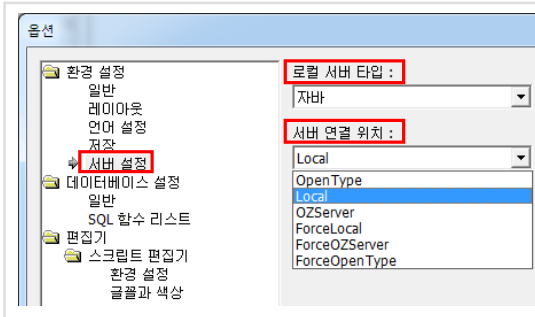 옵션
환경 설정
일반
레이아웃
언어 설정
저장
서버 설정
데이터베이스 설정
일반
SQL 함수 리스트
편집기
스크립트 편집기
환경 설정
글꼴과 색상
로컬 서버 타입 :
자바
서버 연결 위치 :
Local
OpenType
Local
OZServer
ForceLocal
ForceOZServer
ForceOpenType